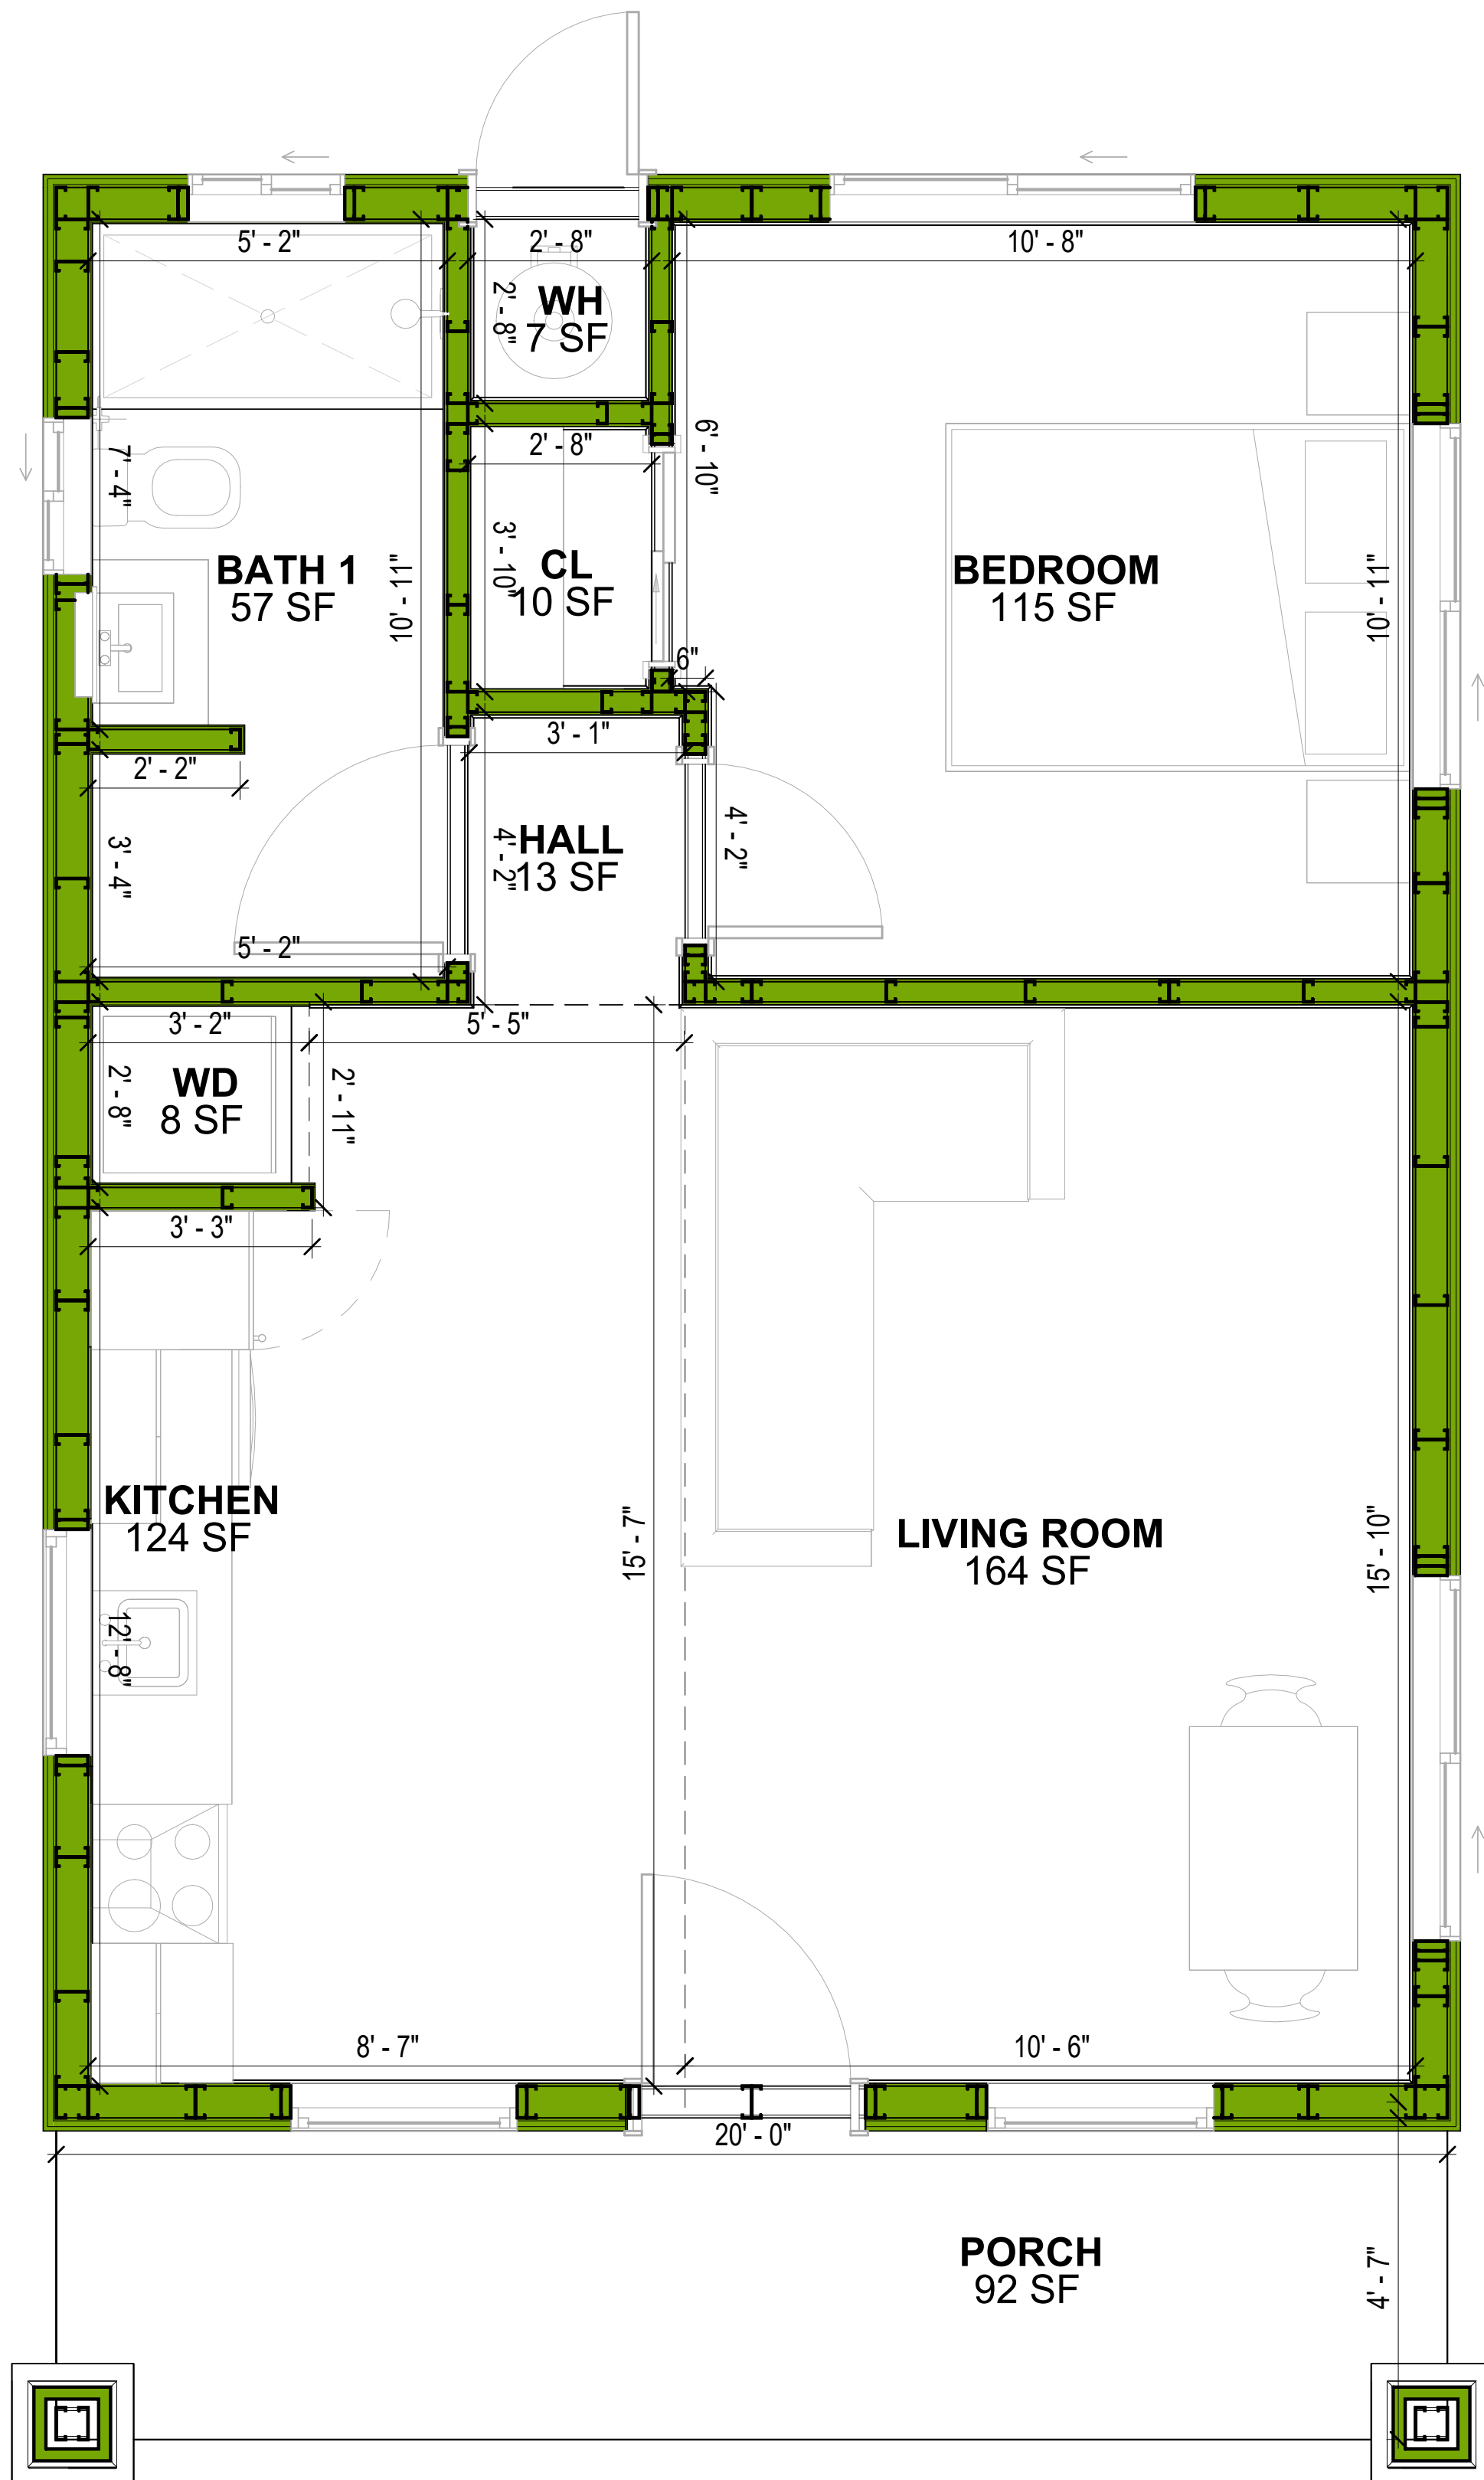 5' - 2"
2' - 8"
10' - 8"
2' - 8"
WH
7 SF
2' - 8"
6' - 10"
7' - 4"
BATH 1
57 SF
10' - 11"
3' - 10"
CL
10 SF
BEDROOM
115 SF
10' - 11"
6"
3' - 1"
2' - 2"
3' - 4"
4' - 2"
HALL
13 SF
4' - 2"
5' - 2"
3' - 2"
5' - 5"
2' - 8"
WD
8 SF
2' - 11"
3' - 3"
KITCHEN
124 SF
15' - 7"
LIVING ROOM
164 SF
15' - 10"
12' - 8"
8' - 7"
10' - 6"
20' - 0"
PORCH
92 SF
4' - 7"